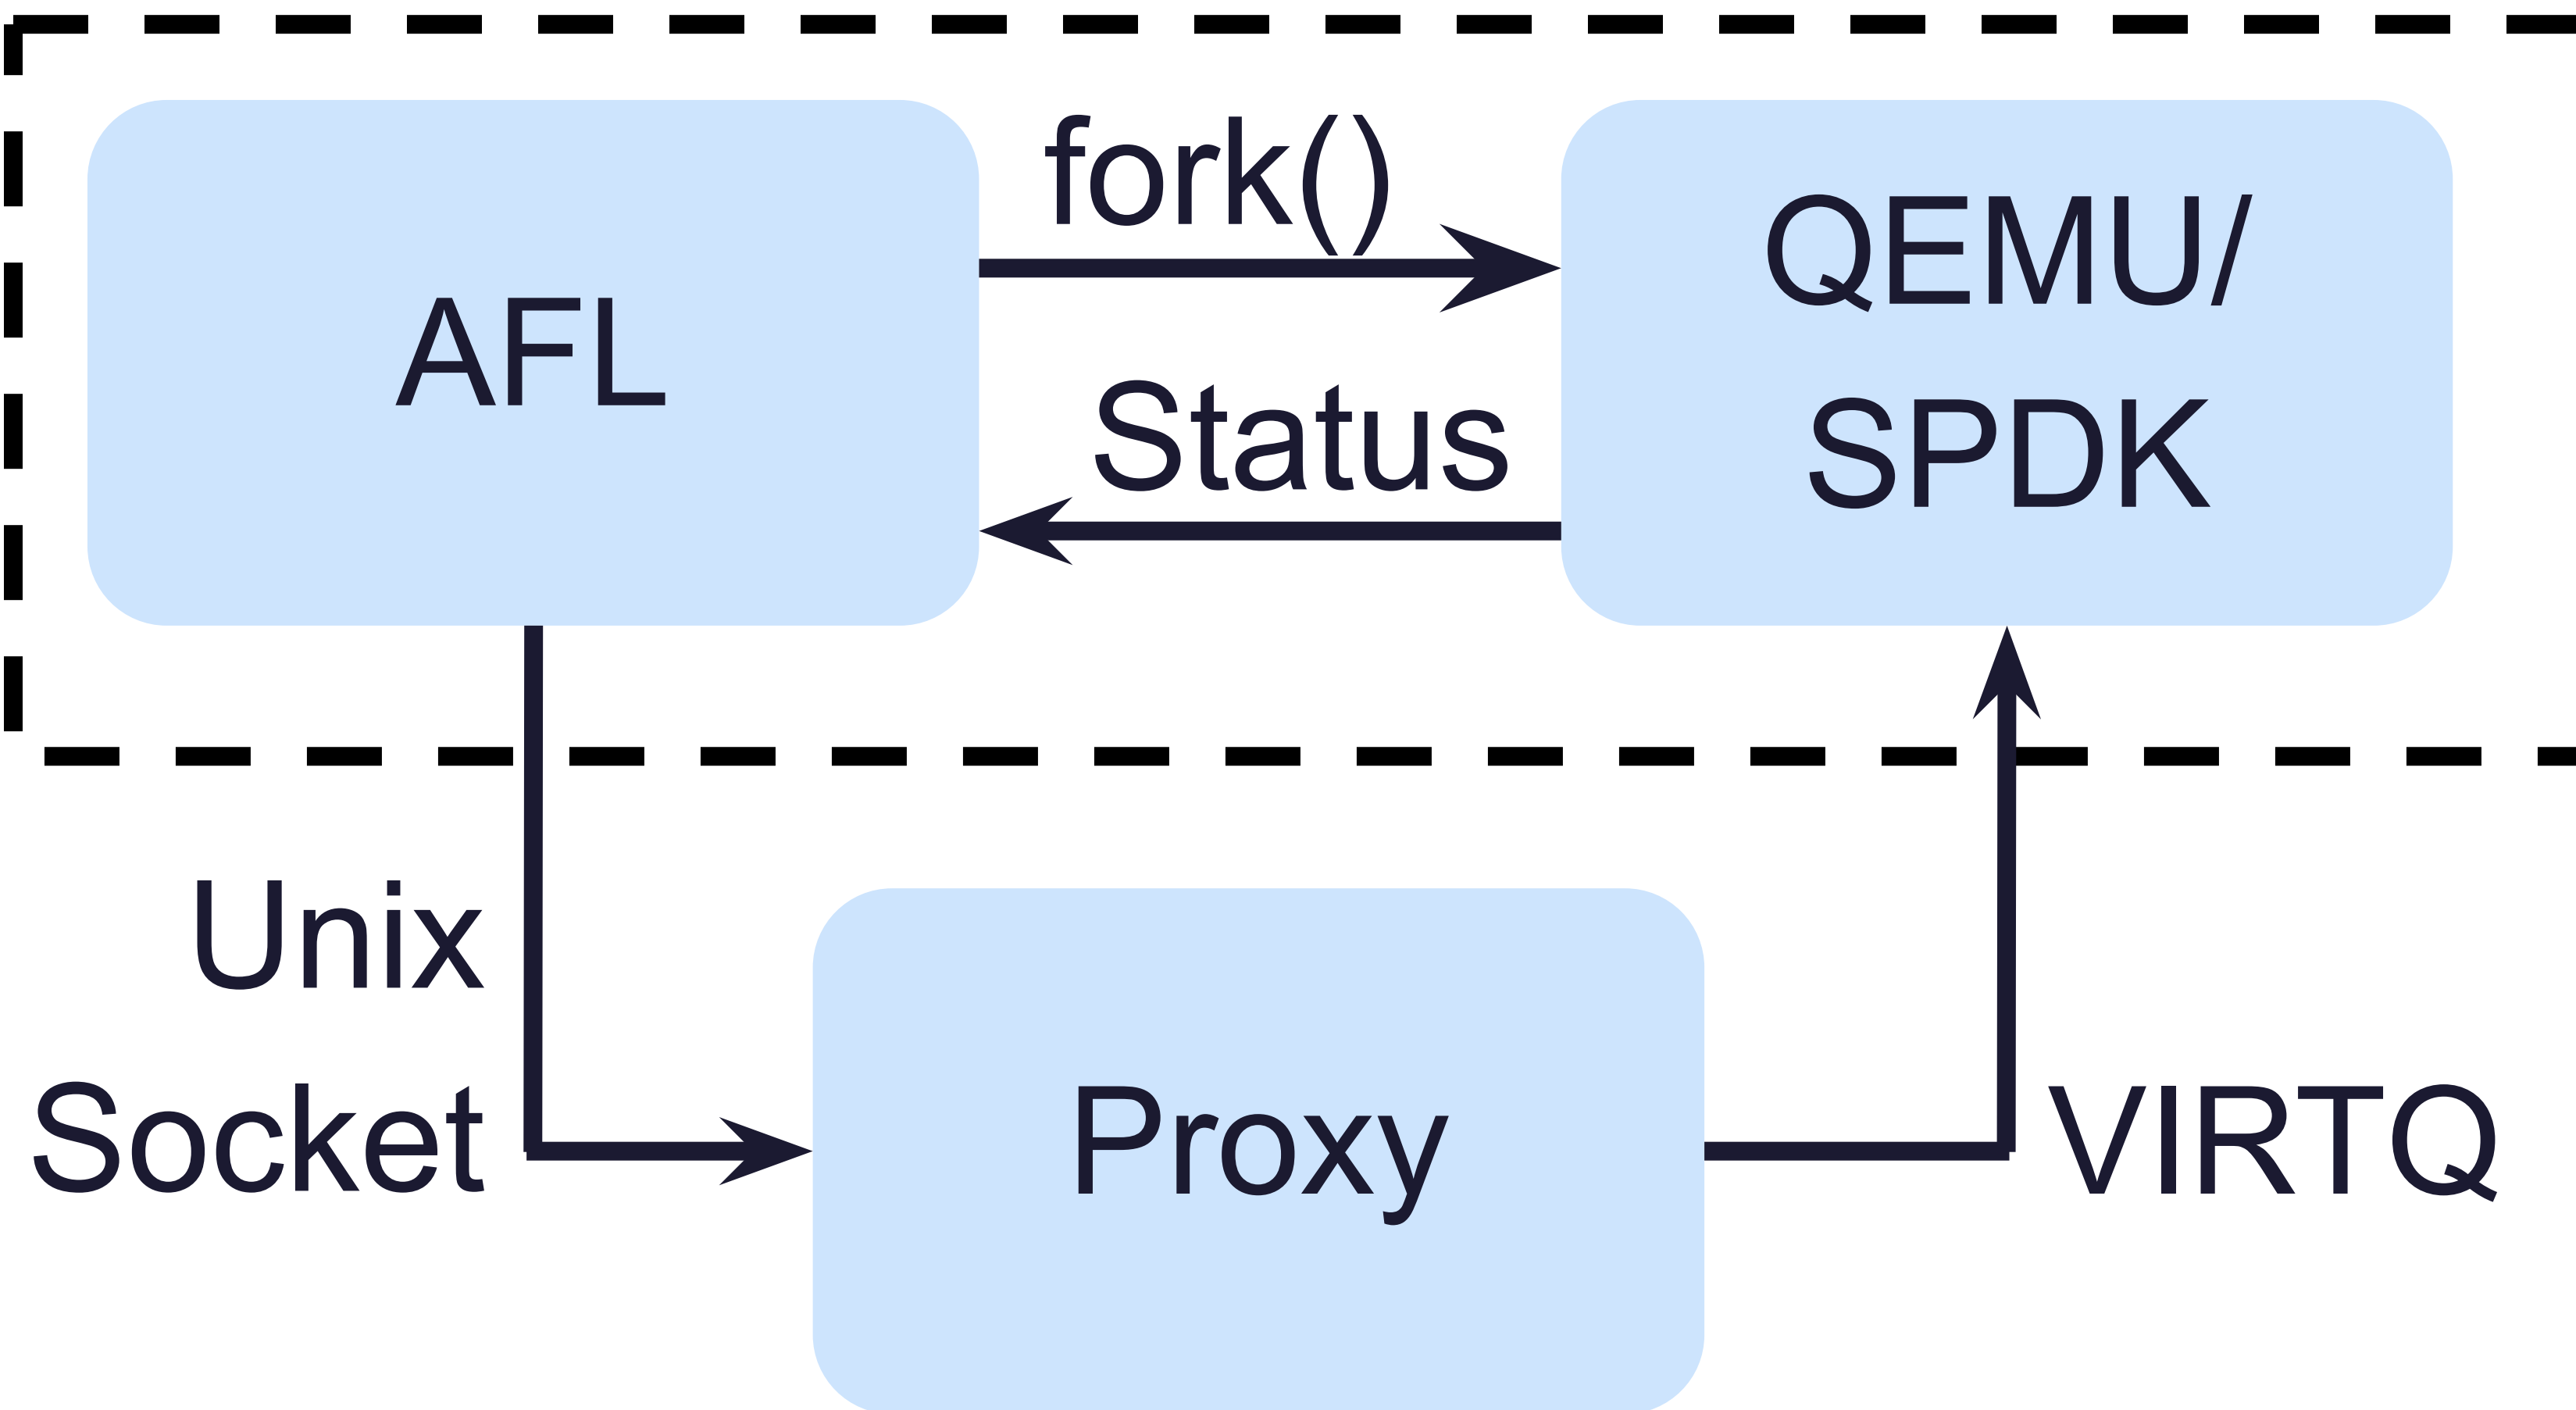 fork()
AFL
QEMU/
SPDK
Status
Unix
Socket
Proxy
VIRTQ